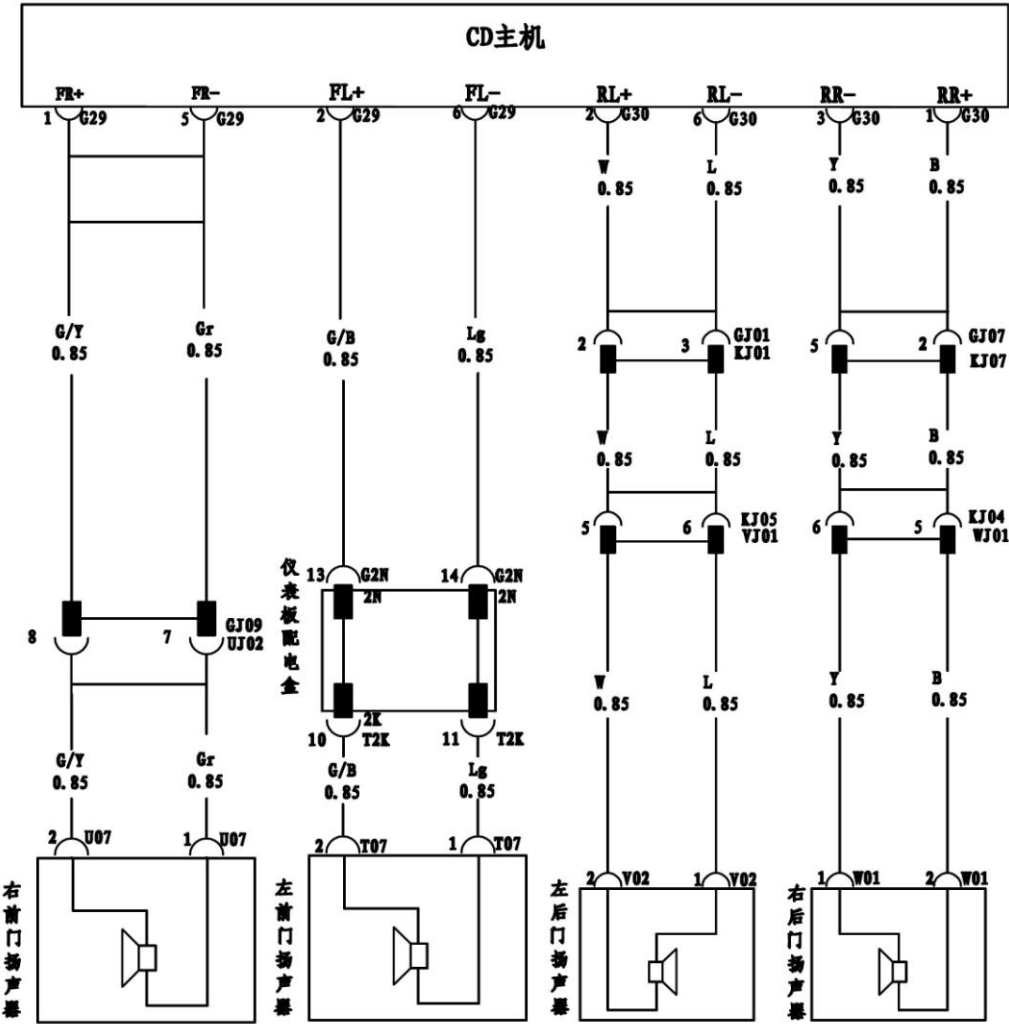 CD主机
FR+ FR- FL+ FL- RL+ RL- RR- RR+
1 G29 5 G29 2 G29 6 G29 2 G30 6 G30 3 G30 1 G30
W L Y B
0.85 0.85 0.85 0.85
G/Y Gr G/B Lg
0.85 0.85 0.85 0.85
2 3 GJ01 5 2 GJ07
KJ01 KJ07
W L Y B
0.85 0.85 0.85 0.85
5 6 KJ05 6 5 KJ04
VJ01 WJ01
仪表板配电盒
13 G2N 14 G2N
2N 2N
8 7 GJ09
UJ02
W L Y B
0.85 0.85 0.85 0.85
2K
10 T2K 11 T2K
G/Y Gr G/B Lg
0.85 0.85 0.85 0.85
2 U07 1 U07 2 T07 1 T07
2 V02 1 V02 1 W01 2 W01
右前门扬声器
左前门扬声器
左后门扬声器
右后门扬声器